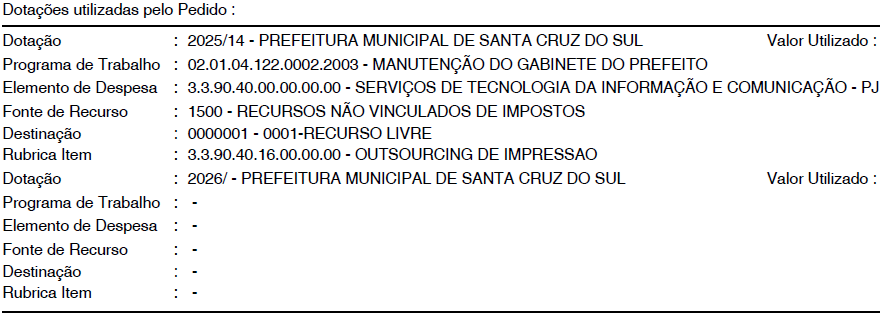 Dotações utilizadas pelo Pedido :
Dotação : 2025/14 - PREFEITURA MUNICIPAL DE SANTA CRUZ DO SUL Valor Utilizado :
Programa de Trabalho : 02.01.04.122.0002.2003 - MANUTENÇÃO DO GABINETE DO PREFEITO
Elemento de Despesa : 3.3.90.40.00.00.00.00 - SERVIÇOS DE TECNOLOGIA DA INFORMAÇÃO E COMUNICAÇÃO - PJ
Fonte de Recurso : 1500 - RECURSOS NÃO VINCULADOS DE IMPOSTOS
Destinação : 0000001 - 0001-RECURSO LIVRE
Rubrica Item : 3.3.90.40.16.00.00.00 - OUTSOURCING DE IMPRESSAO
Dotação : 2026/ - PREFEITURA MUNICIPAL DE SANTA CRUZ DO SUL Valor Utilizado :
Programa de Trabalho : -
Elemento de Despesa : -
Fonte de Recurso : -
Destinação : -
Rubrica Item : -